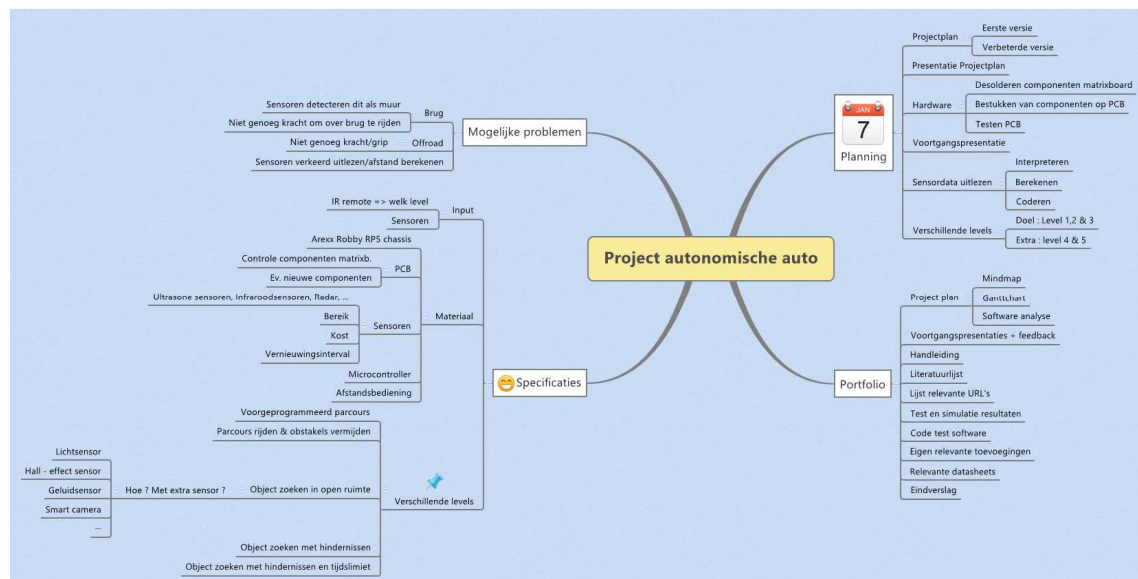 Project autonomische auto
Mogelijke problemen
Brug
Sensoren detecteren dit als muur
Niet genoeg kracht om over brug te rijden
Offroad
Niet genoeg kracht/grip
Sensoren verkeerd uitlezen/afstand berekenen
Specificaties
Input
IR remote => welk level
Sensoren
Materiaal
Arexx Robby RP5 chassis
PCB
Controle componenten matrixb.
Ev. nieuwe componenten
Sensoren
Ultrasone sensoren, Infraroodsensoren, Radar, ...
Bereik
Kost
Vernieuwingsinterval
Microcontroller
Afstandsbediening
Verschillende levels
Voorgeprogrammeerd parcours
Parcours rijden & obstakels vermijden
Object zoeken in open ruimte
Hoe ? Met extra sensor ?
Lichtsensor
Hall - effect sensor
Geluidsensor
Smart camera
...
Object zoeken met hindernissen
Object zoeken met hindernissen en tijdslimiet
JAN
7
Planning
Projectplan
Eerste versie
Verbeterde versie
Presentatie Projectplan
Hardware
Desolderen componenten matrixboard
Bestukken van componenten op PCB
Testen PCB
Voortgangspresentatie
Sensordata uitlezen
Interpreteren
Berekenen
Coderen
Verschillende levels
Doel : Level 1,2 & 3
Extra : level 4 & 5
Portfolio
Project plan
Mindmap
Ganttchart
Software analyse
Voortgangspresentaties + feedback
Handleiding
Literatuurlijst
Lijst relevante URL's
Test en simulatie resultaten
Code test software
Eigen relevante toevoegingen
Relevante datasheets
Eindverslag